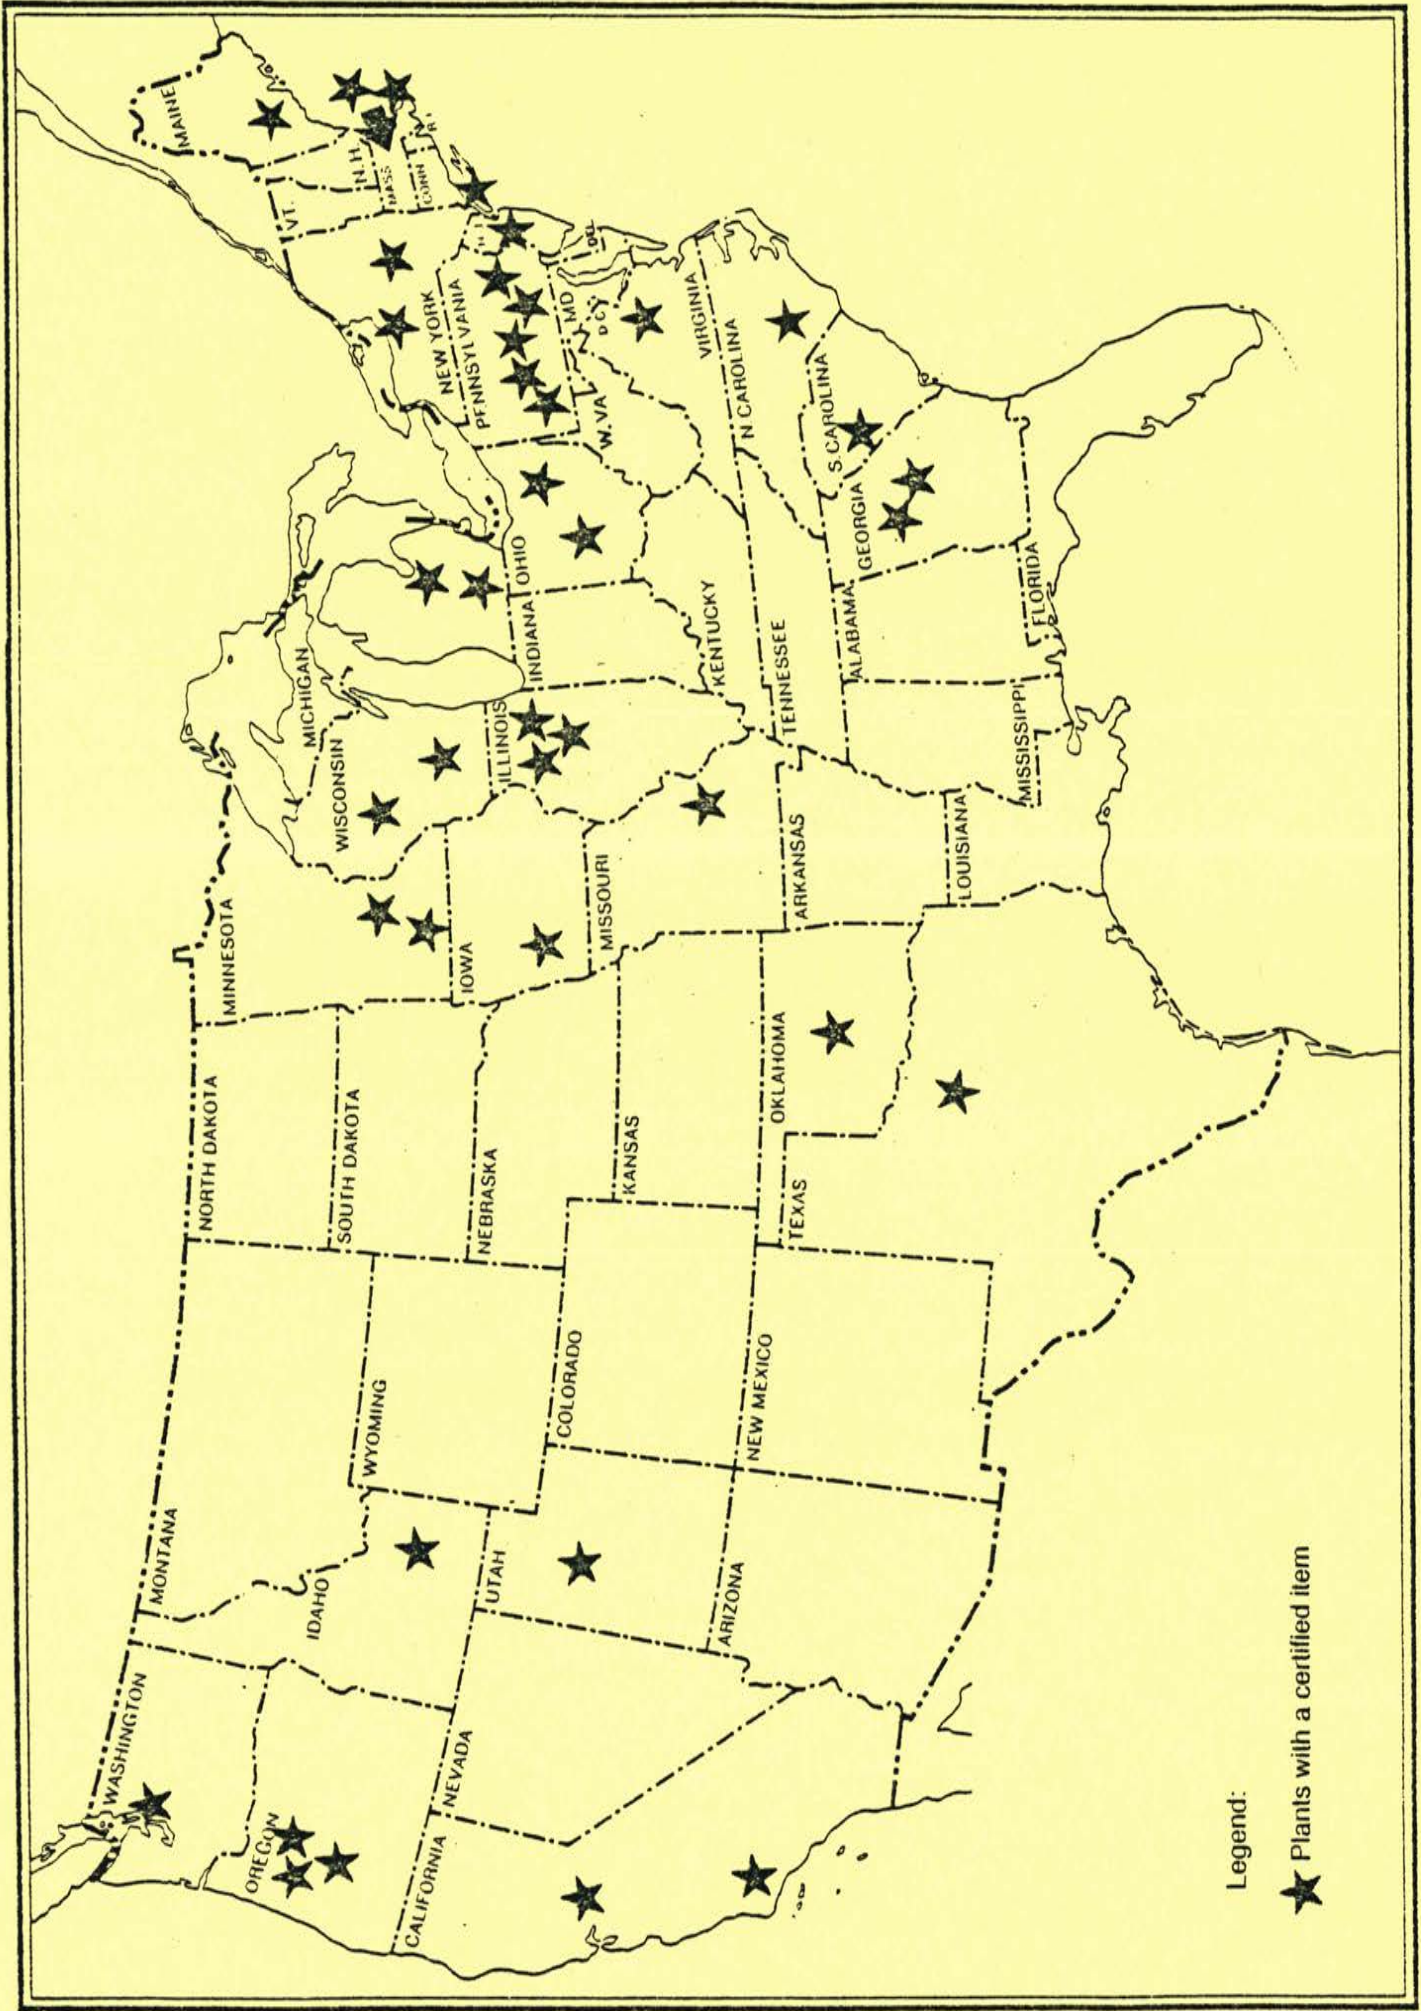 WASHINGTON
MONTANA
NORTH DAKOTA
MINNESOTA
MICHIGAN
MAINE
VT.
N.H.
MASS
CONN
R I
OREGON
IDAHO
WYOMING
SOUTH DAKOTA
WISCONSIN
NEW YORK
PENNSYLVANIA
CALIFORNIA
NEVADA
UTAH
COLORADO
NEBRASKA
IOWA
ILLINOIS
INDIANA
OHIO
W.VA
MD
D C
DEL
VIRGINIA
ARIZONA
NEW MEXICO
KANSAS
MISSOURI
KENTUCKY
N CAROLINA
TEXAS
OKLAHOMA
ARKANSAS
TENNESSEE
S.CAROLINA
LOUISIANA
MISSISSIPPI
ALABAMA
GEORGIA
FLORIDA
Legend:
Plants with a certified item